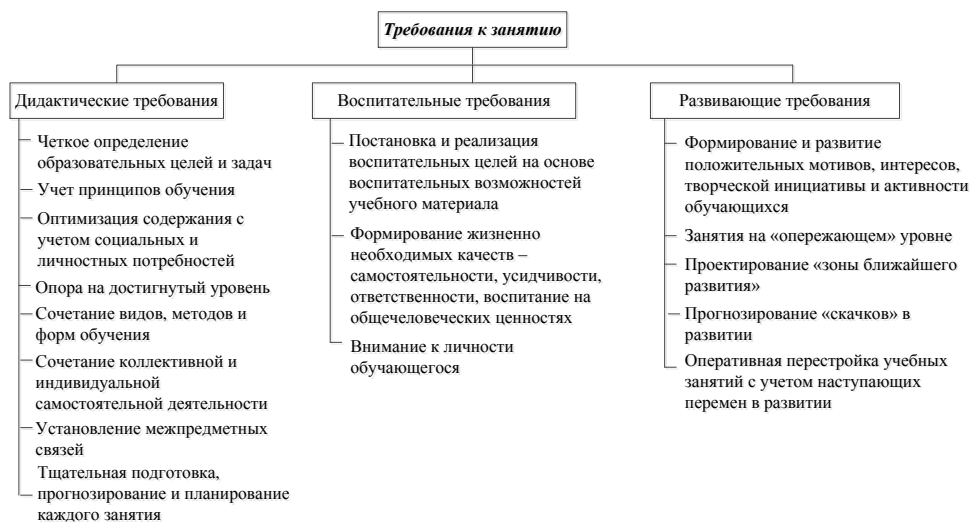 Требования к занятию
Дидактические требования
Четкое определение
образовательных целей и задач
Учет принципов обучения
Оптимизация содержания с
учетом социальных и
личностных потребностей
Опора на достигнутый уровень
Сочетание видов, методов и
форм обучения
Сочетание коллективной и
индивидуальной
самостоятельной деятельности
Установление межпредметных
связей
Тщательная подготовка,
прогнозирование и планирование
каждого занятия
Воспитательные требования
Постановка и реализация
воспитательных целей на основе
воспитательных возможностей
учебного материала
Формирование жизненно
необходимых качеств –
самостоятельности, усидчивости,
ответственности, воспитание на
общечеловеческих ценностях
Внимание к личности
обучающегося
Развивающие требования
Формирование и развитие
положительных мотивов, интересов,
творческой инициативы и активности
обучающихся
Занятия на «опережающем» уровне
Проектирование «зоны ближайшего
развития»
Прогнозирование «скачков» в
развитии
Оперативная перестройка учебных
занятий с учетом наступающих
перемен в развитии